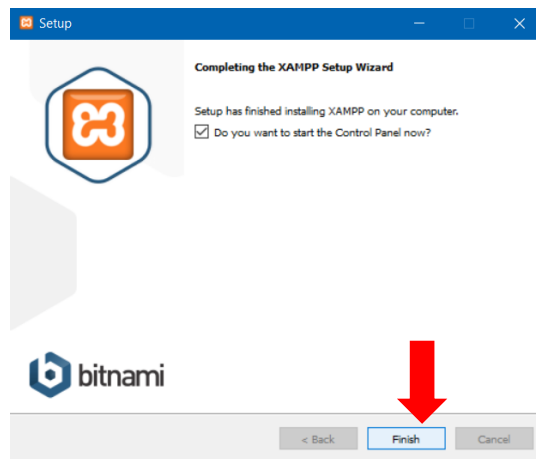 Setup
Completing the XAMPP Setup Wizard
Setup has finished installing XAMPP on your computer.
Do you want to start the Control Panel now?
bitnami
< Back Finish Cancel